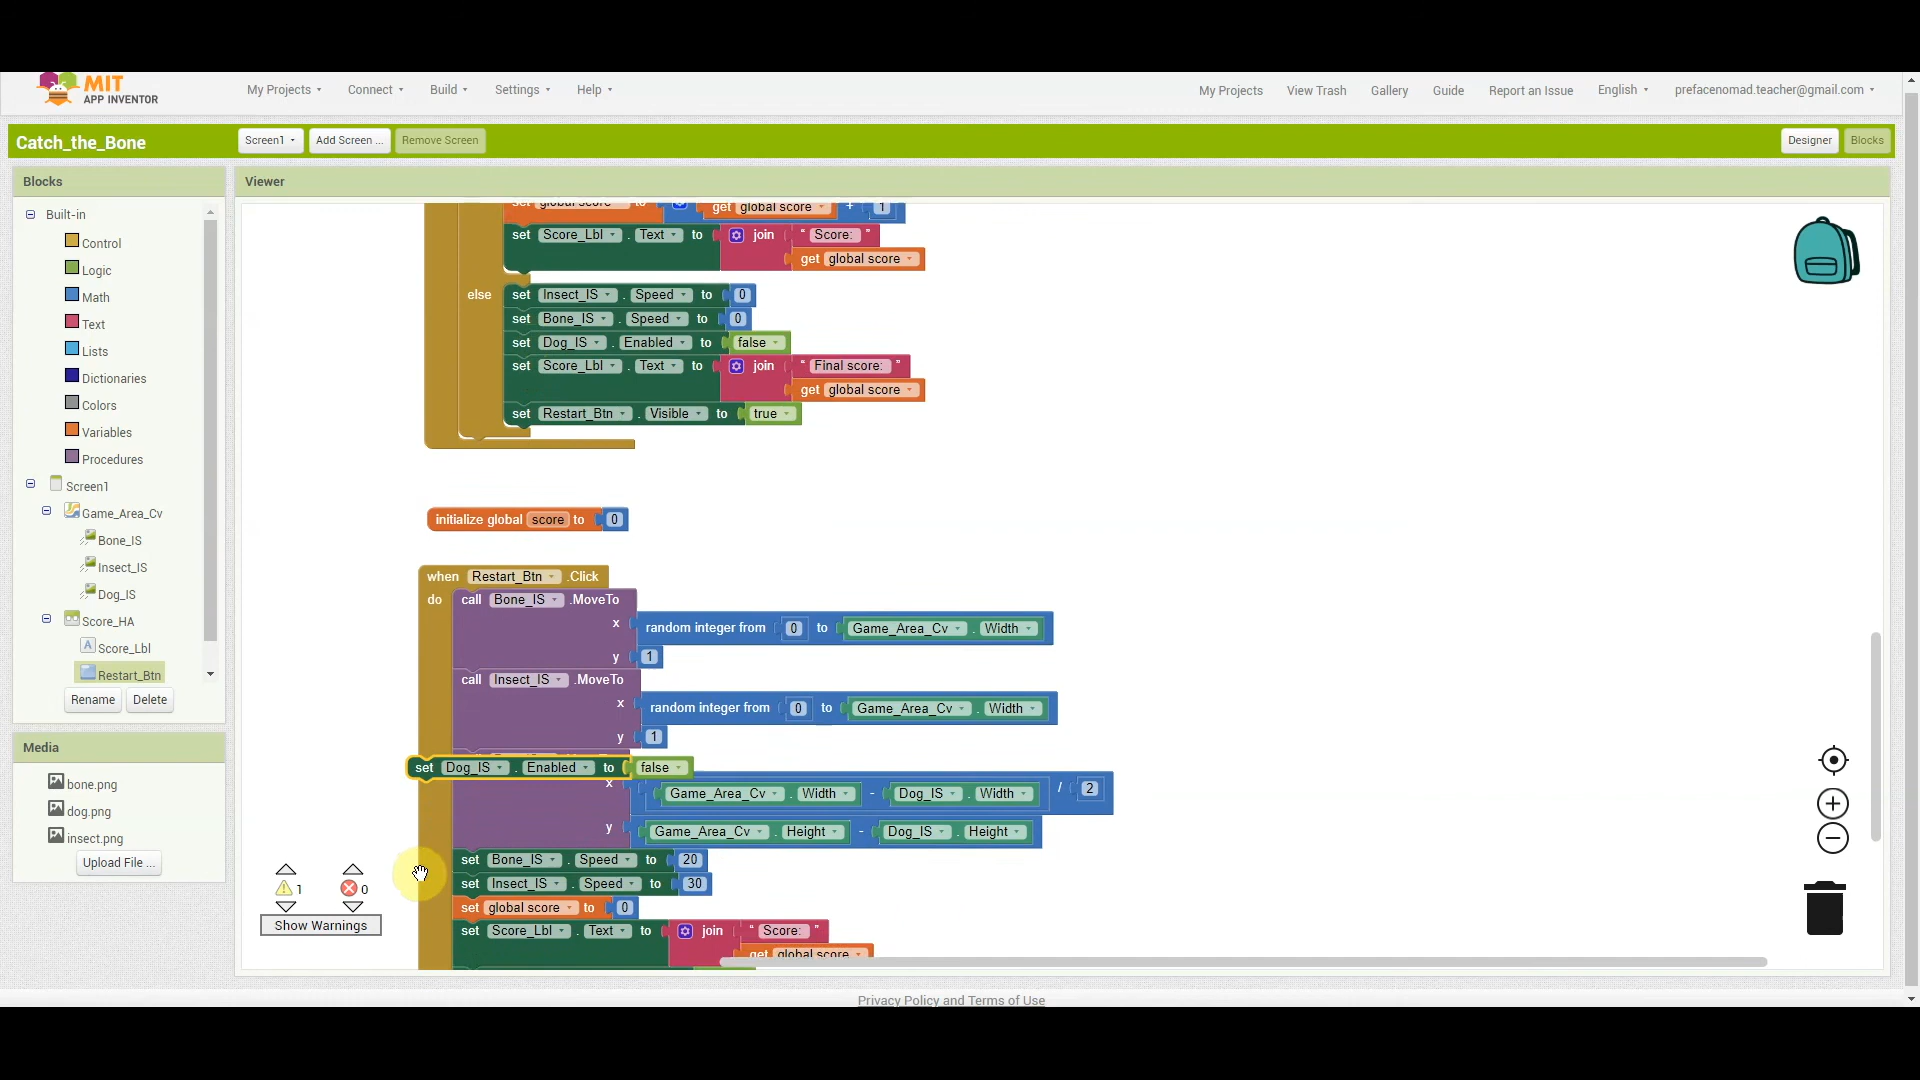 MIT
APP INVENTOR
My Projects Connect Build Settings Help
My Projects View Trash Gallery Guide Report an Issue English prefacenomad.teacher@gmail.com
Catch_the_Bone
Screen1 Add Screen ... Remove Screen
Designer Blocks
Blocks
Viewer
Built-in
Control
Logic
Math
Text
Lists
Dictionaries
Colors
Variables
Procedures
Screen1
Game_Area_Cv
Bone_IS
Insect_IS
Dog_IS
Score_HA
A Score_Lbl
Restart_Btn
Rename Delete
Media
bone.png
dog.png
insect.png
Upload File ...
set global score to get global score + 1
set Score_Lbl . Text to join “ Score: ”
get global score
else set Insect_IS . Speed to 0
set Bone_IS . Speed to 0
set Dog_IS . Enabled to false
set Score_Lbl . Text to join “ Final score: ”
get global score
set Restart_Btn . Visible to true
initialize global score to 0
when Restart_Btn .Click
do call Bone_IS .MoveTo
x random integer from 0 to Game_Area_Cv . Width
y 1
call Insect_IS .MoveTo
x random integer from 0 to Game_Area_Cv . Width
y 1
set Dog_IS . Enabled to false
x Game_Area_Cv . Width - Dog_IS . Width / 2
y Game_Area_Cv . Height - Dog_IS . Height
set Bone_IS . Speed to 20
set Insect_IS . Speed to 30
set global score to 0
set Score_Lbl . Text to join “ Score: ”
get global score
1 0
Show Warnings
Privacy Policy and Terms of Use